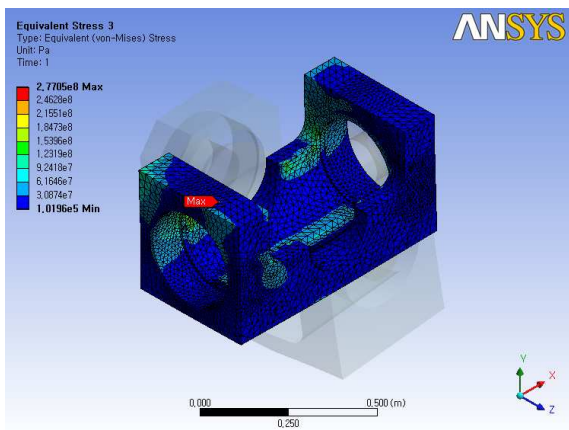 Equivalent Stress 3
Type: Equivalent (von-Mises) Stress
Unit: Pa
Time: 1
ANSYS
2,7705e8 Max
2,4628e8
2,1551e8
1,8473e8
1,5396e8
1,2319e8
9,2418e7
6,1646e7
3,0874e7
1,0196e5 Min
Max
0,000
0,500 (m)
0,250
Y
X
Z